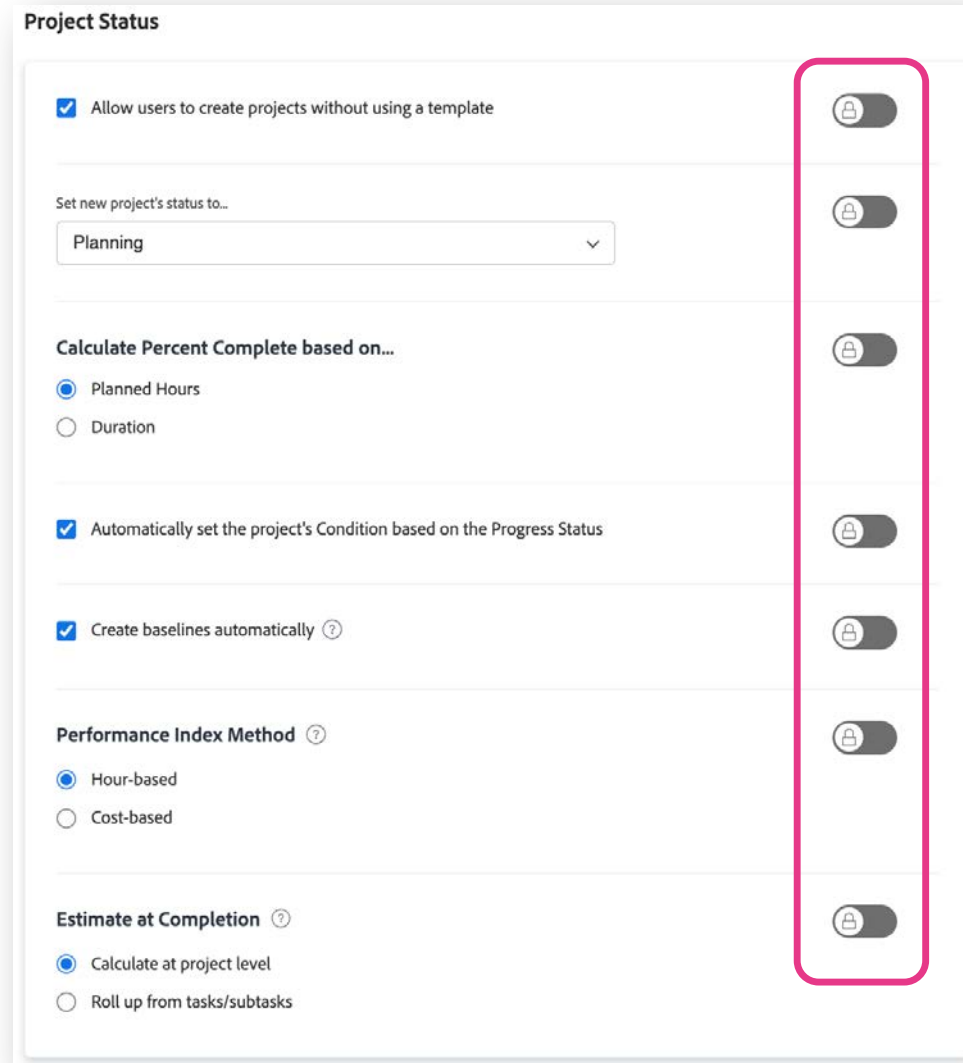 Project Status
Allow users to create projects without using a template
Set new project's status to...
Planning
Calculate Percent Complete based on...
Planned Hours
Duration
Automatically set the project's Condition based on the Progress Status
Create baselines automatically ?
Performance Index Method ?
Hour-based
Cost-based
Estimate at Completion ?
Calculate at project level
Roll up from tasks/subtasks